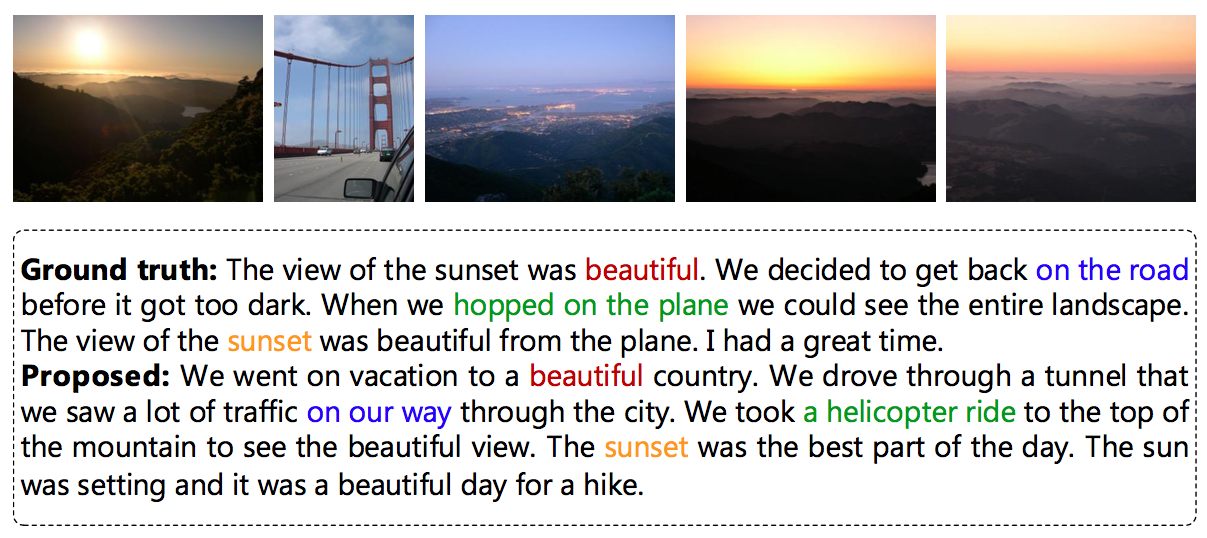 Ground truth: The view of the sunset was beautiful. We decided to get back on the road
before it got too dark. When we hopped on the plane we could see the entire landscape.
The view of the sunset was beautiful from the plane. I had a great time.
Proposed: We went on vacation to a beautiful country. We drove through a tunnel that
we saw a lot of traffic on our way through the city. We took a helicopter ride to the top of
the mountain to see the beautiful view. The sunset was the best part of the day. The sun
was setting and it was a beautiful day for a hike.